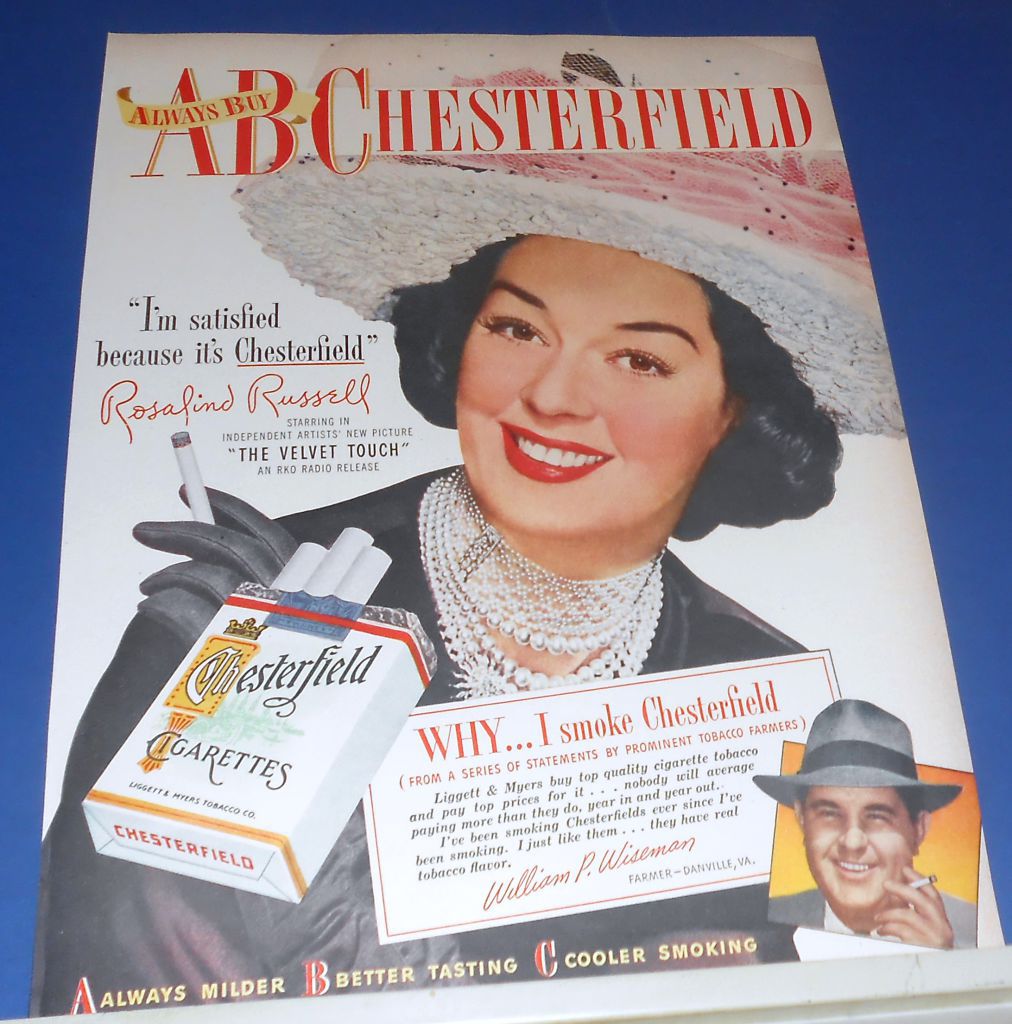 ALWAYS BUY
ABCHESTERFIELD
"I'm satisfied
because it's Chesterfield"
Rosalind Russell
STARRING IN
INDEPENDENT ARTISTS' NEW PICTURE
"THE VELVET TOUCH"
AN RKO RADIO RELEASE
Chesterfield
CIGARETTES
LIGGETT & MYERS TOBACCO CO.
CHESTERFIELD
WHY...I smoke Chesterfield
(FROM A SERIES OF STATEMENTS BY PROMINENT TOBACCO FARMERS)
Liggett & Myers buy top quality cigarette tobacco
and pay top prices for it . . . nobody will average
paying more than they do, year in and year out.
I've been smoking Chesterfields ever since I've
been smoking. I just like them . . . they have real
tobacco flavor.
William P. Wiseman
FARMER—DANVILLE, VA.
A ALWAYS MILDER B BETTER TASTING C COOLER SMOKING